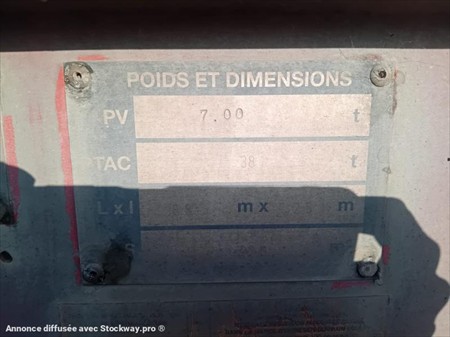 POIDS ET DIMENSIONS
PV 7.00 t
TAC 38 t
L x l m x m
S
Annonce diffusée avec Stockway.pro ®